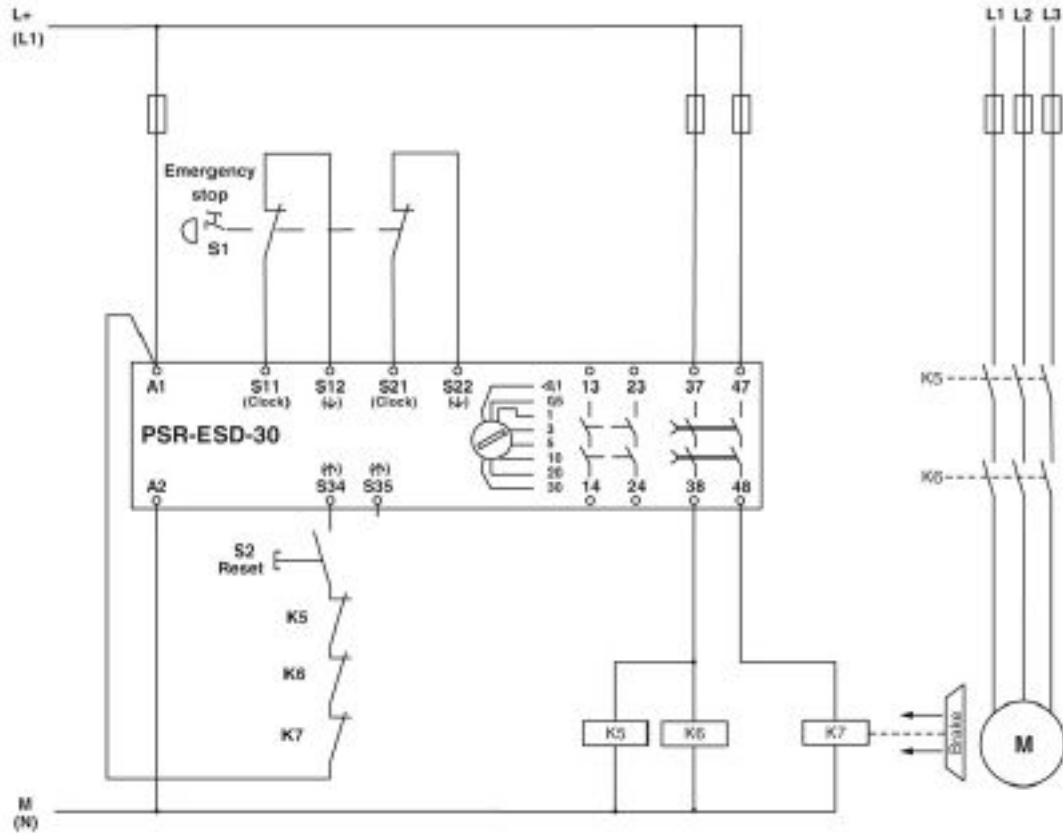 L+
(L1)
L1 L2 L3
Emergency
stop
S1
A1 S11 S12 S21 S22 13 23 37 47
(Clock) (Clock)
PSR-ESD-30
1
3
5
10
20
30
A2 S34 S35 14 24 38 48
S2
Reset
K5
K6
K7
K5
K6
K5 K6 K7
Brake
M
M
(N)